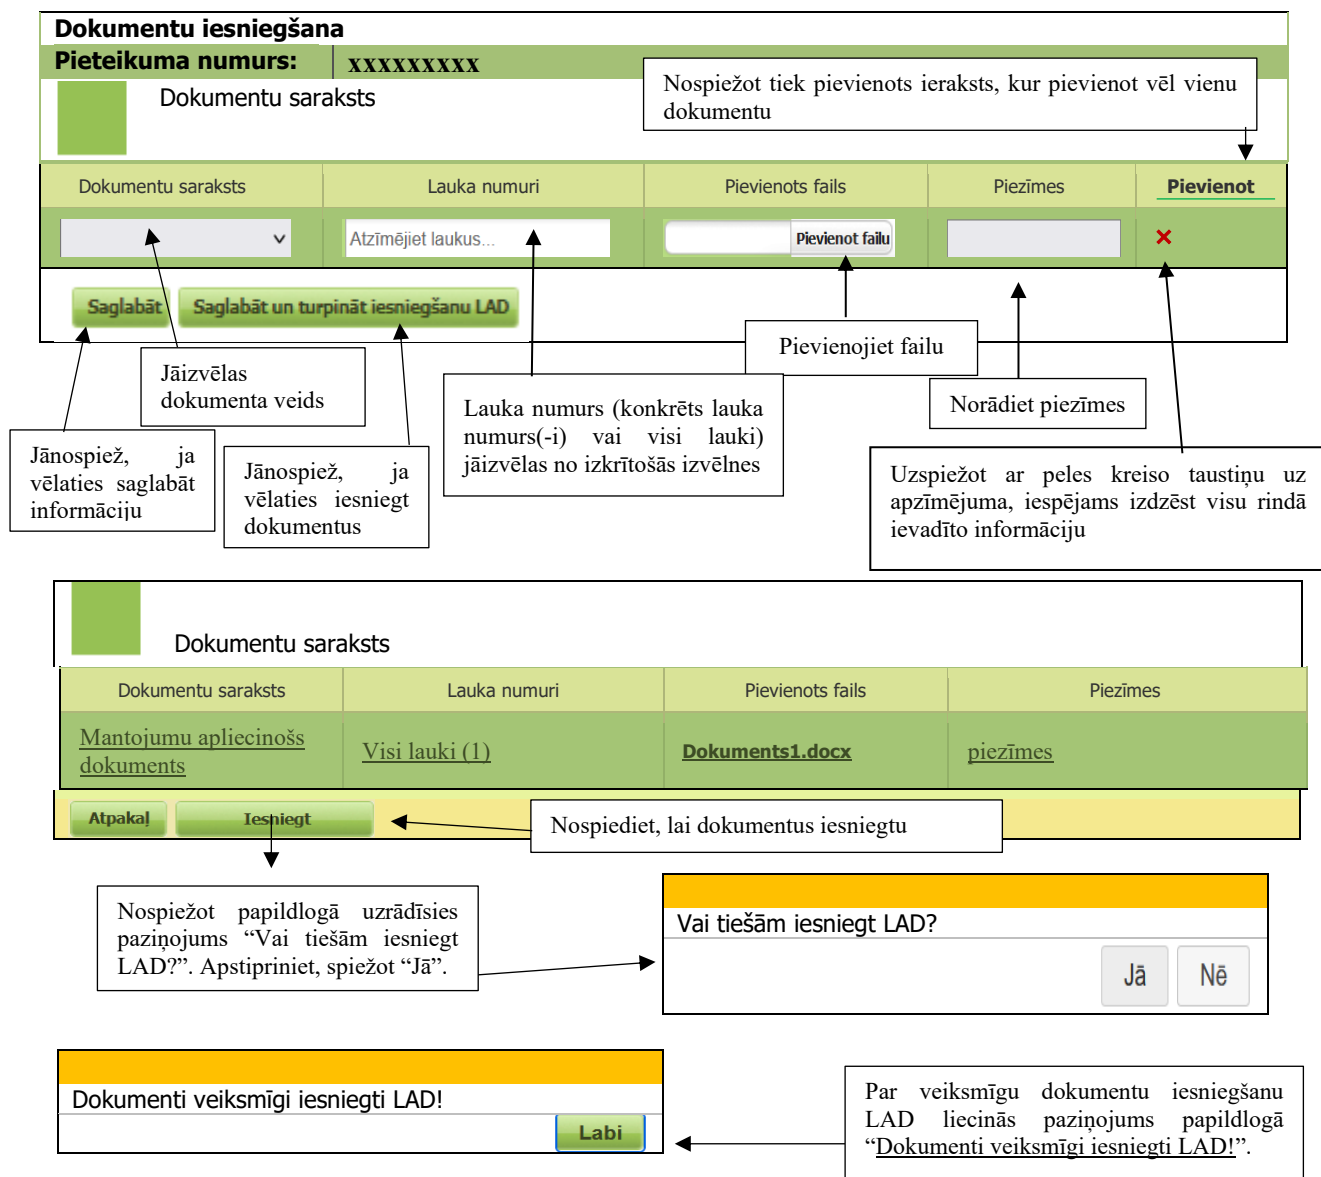 Dokumentu iesniegšana
Pieteikuma numurs: xxxxxxxxx
Dokumentu saraksts
Nospiežot tiek pievienots ieraksts, kur pievienot vēl vienu
dokumentu
Dokumentu saraksts Lauka numuri Pievienots fails Piezīmes Pievienot
Atzīmējiet laukus... Pievienot failu
Saglabāt Saglabāt un turpināt iesniegšanu LAD
Pievienojiet failu
Jāizvēlas
dokumenta veids
Norādiet piezīmes
Lauka numurs (konkrēts lauka
numurs(-i) vai visi lauki)
jāizvēlas no izkrītošās izvēlnes
Jānospiež, ja
vēlaties saglabāt
informāciju
Jānospiež, ja
vēlaties iesniegt
dokumentus
Uzspiežot ar peles kreiso taustiņu uz
apzīmējuma, iespējams izdzēst visu rindā
ievadīto informāciju
Dokumentu saraksts
Dokumentu saraksts Lauka numuri Pievienots fails Piezīmes
Mantojumu apliecinošs
dokuments
Visi lauki (1)
Dokuments1.docx
piezīmes
Atpakaļ Iesniegt
Nospiediet, lai dokumentus iesniegtu
Nospiežot papildlogā uzrādīsies
paziņojums “Vai tiešām iesniegt
LAD?”. Apstipriniet, spiežot “Jā”.
Vai tiešām iesniegt LAD?
Jā Nē
Dokumenti veiksmīgi iesniegti LAD!
Labi
Par veiksmīgu dokumentu iesniegšanu
LAD liecinās paziņojums papildlogā
“Dokumenti veiksmīgi iesniegti LAD!”.